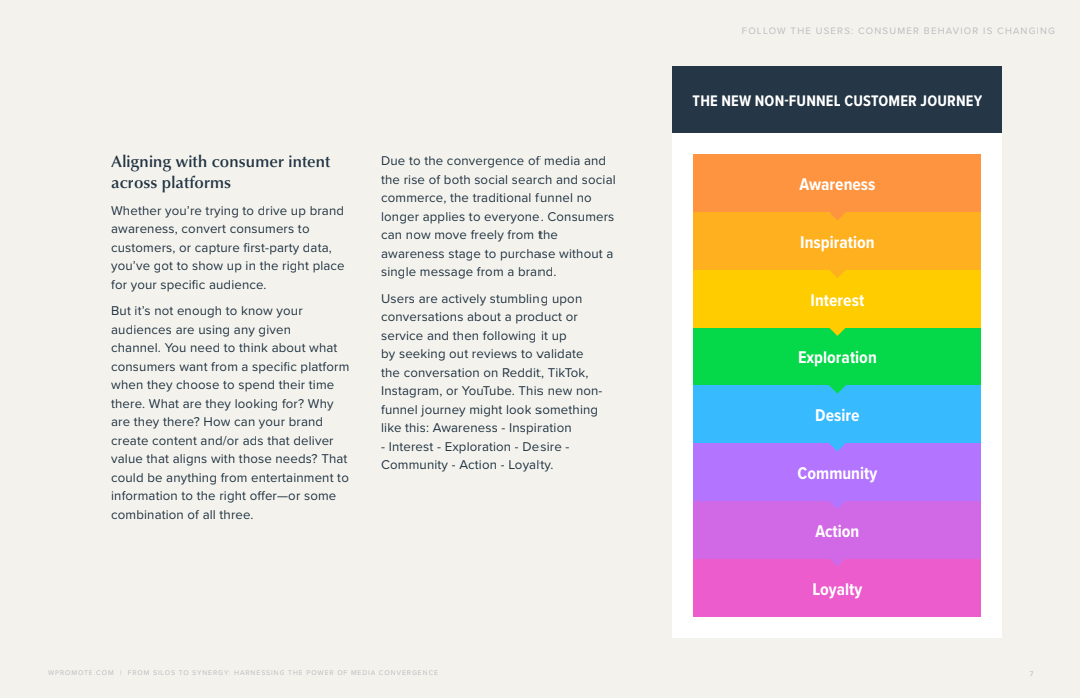 FOLLOW THE USERS: CONSUMER BEHAVIOR IS CHANGING
Aligning with consumer intent
across platforms
Whether you're trying to drive up brand
awareness, convert consumers to
customers, or capture first-party data,
you've got to show up in the right place
for your specific audience.
But it's not enough to know your
audiences are using any given
channel. You need to think about what
consumers want from a specific platform
when they choose to spend their time
there. What are they looking for? Why
are they there? How can your brand
create content and/or ads that deliver
value that aligns with those needs? That
could be anything from entertainment to
information to the right offer—or some
combination of all three.
Due to the convergence of media and
the rise of both social search and social
commerce, the traditional funnel no
longer applies to everyone. Consumers
can now move freely from the
awareness stage to purchase without a
single message from a brand.
Users are actively stumbling upon
conversations about a product or
service and then following it up
by seeking out reviews to validate
the conversation on Reddit, TikTok,
Instagram, or YouTube. This new non-
funnel journey might look something
like this: Awareness - Inspiration
- Interest - Exploration - Desire -
Community - Action - Loyalty.
THE NEW NON-FUNNEL CUSTOMER JOURNEY
Awareness
Inspiration
Interest
Exploration
Desire
Community
Action
Loyalty
WPROMOTE.COM / FROM SILOS TO SYNERGY: HARNESSING THE POWER OF MEDIA CONVERGENCE
7